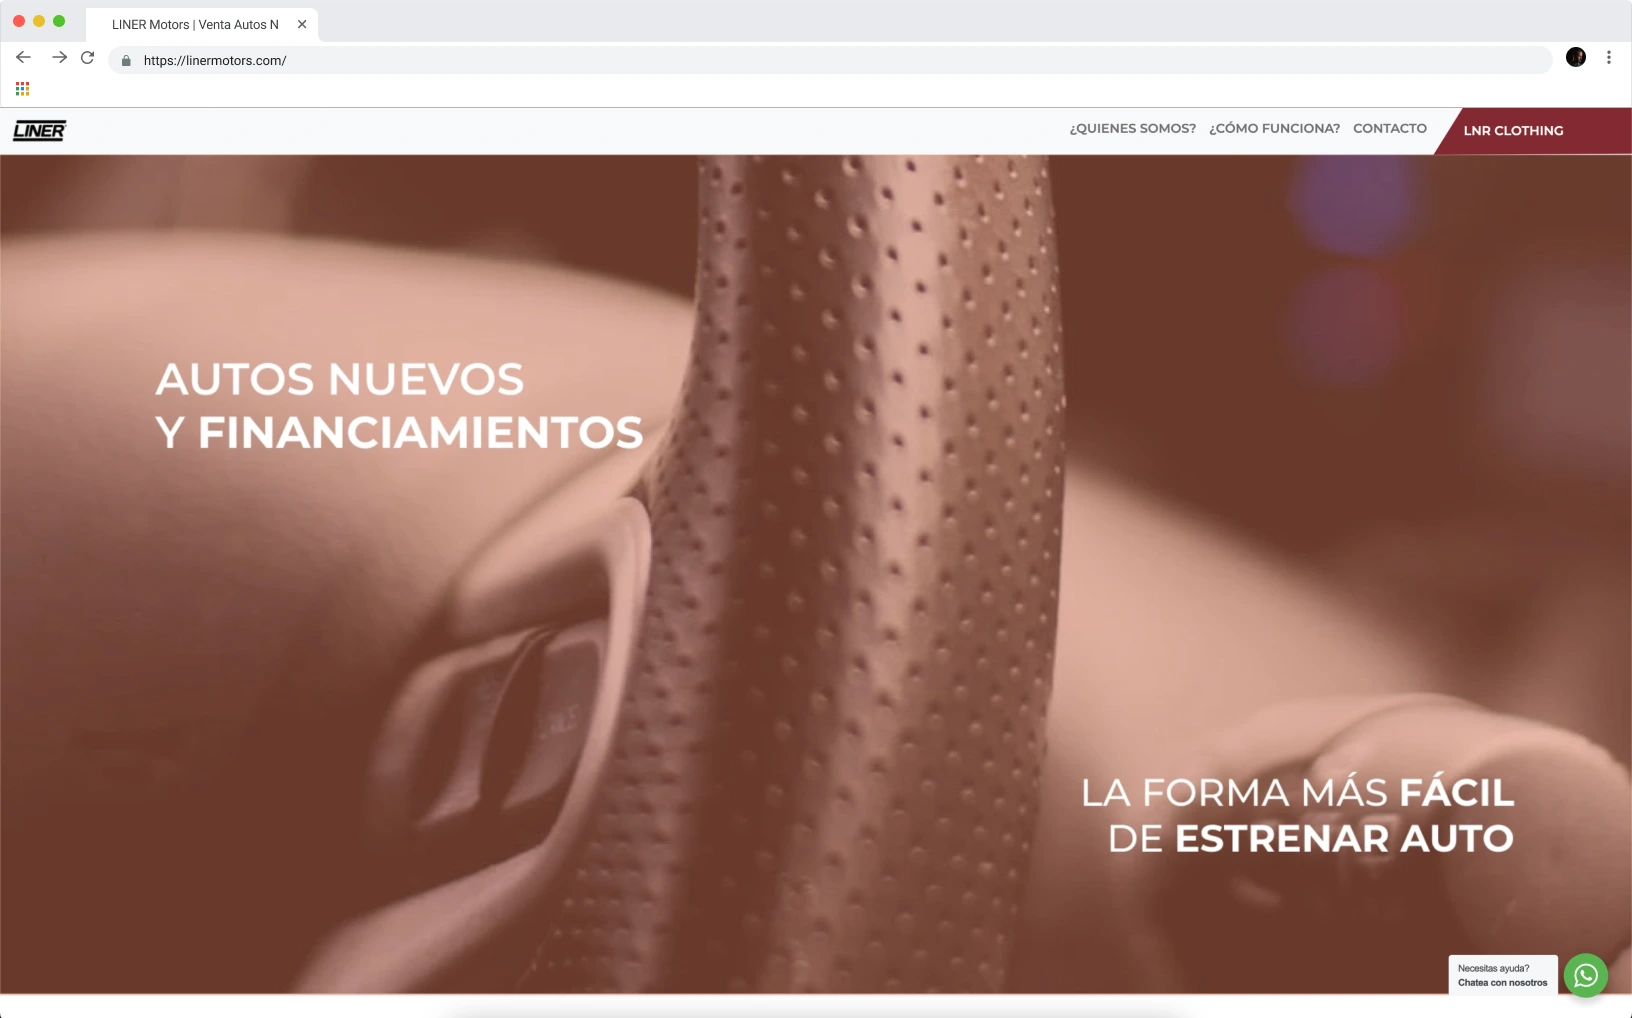 LINER Motors | Venta Autos N
https://linermotors.com/
LINER
¿QUIENES SOMOS? ¿CÓMO FUNCIONA? CONTACTO LNR CLOTHING
AUTOS NUEVOS
Y FINANCIAMIENTOS
LA FORMA MÁS FÁCIL
DE ESTRENAR AUTO
Necesitas ayuda?
Chatea con nosotros